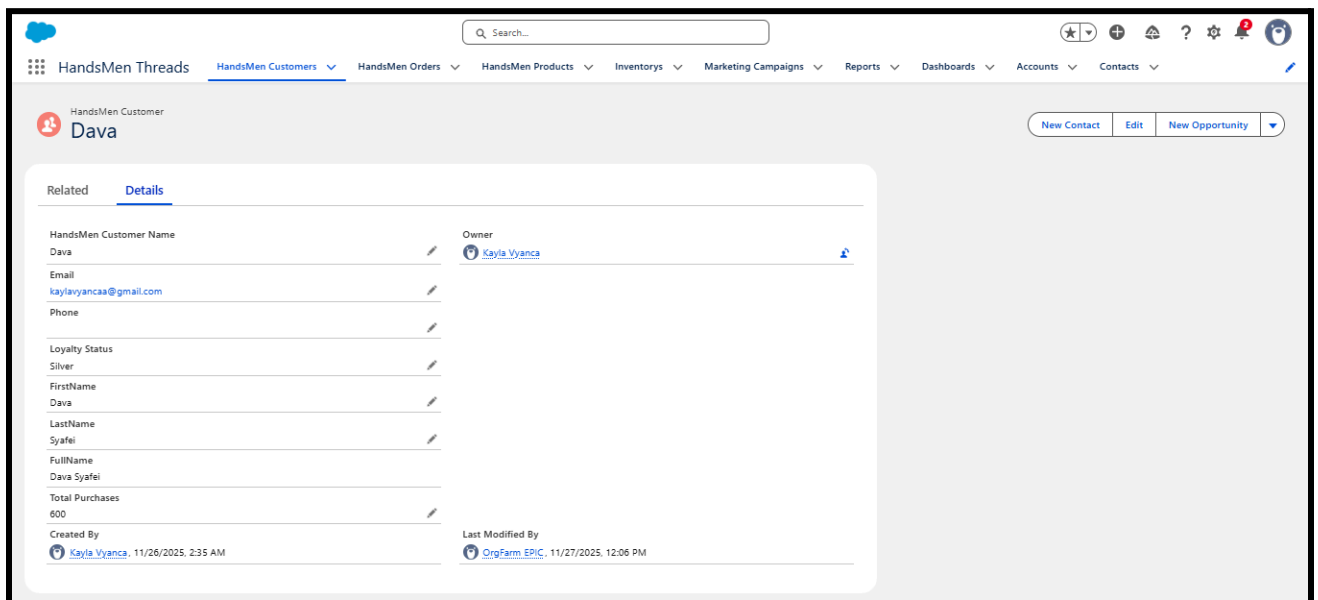 Search...
2
HandsMen Threads HandsMen Customers HandsMen Orders HandsMen Products Inventorys Marketing Campaigns Reports Dashboards Accounts Contacts
HandsMen Customer
Dava
New Contact Edit New Opportunity
Related Details
HandsMen Customer Name Owner
Dava Kayla Vyanca
Email
kaylavyancaa@gmail.com
Phone
Loyalty Status
Silver
FirstName
Dava
LastName
Syafei
FullName
Dava Syafei
Total Purchases
600
Created By Last Modified By
Kayla Vyanca, 11/26/2025, 2:35 AM OrgFarm EPIC, 11/27/2025, 12:06 PM